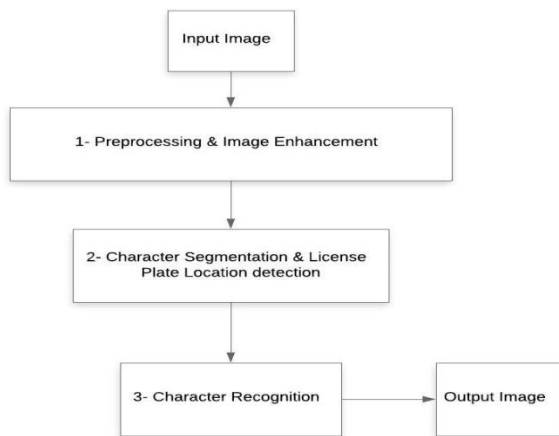 Input Image
1- Preprocessing & Image Enhancement
2- Character Segmentation & License
Plate Location detection
3- Character Recognition
Output Image